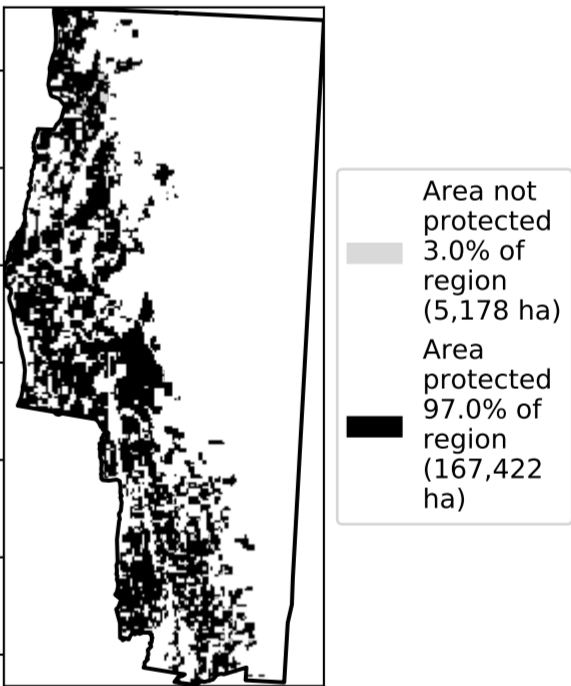 Area not
protected
3.0% of
region
(5,178 ha)
Area
protected
97.0% of
region
(167,422
ha)